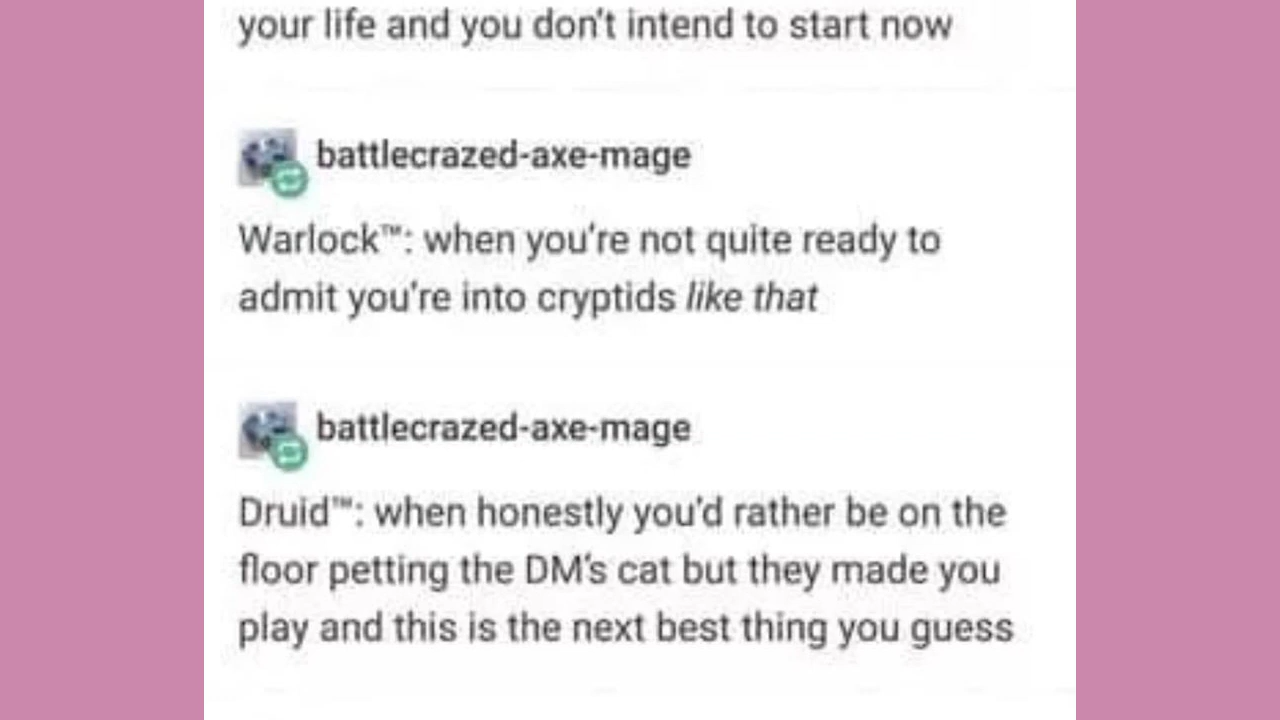 your life and you don't intend to start now
battlecrazed-axe-mage
Warlock™: when you're not quite ready to
admit you're into cryptids like that
battlecrazed-axe-mage
Druid™: when honestly you'd rather be on the
floor petting the DM's cat but they made you
play and this is the next best thing you guess